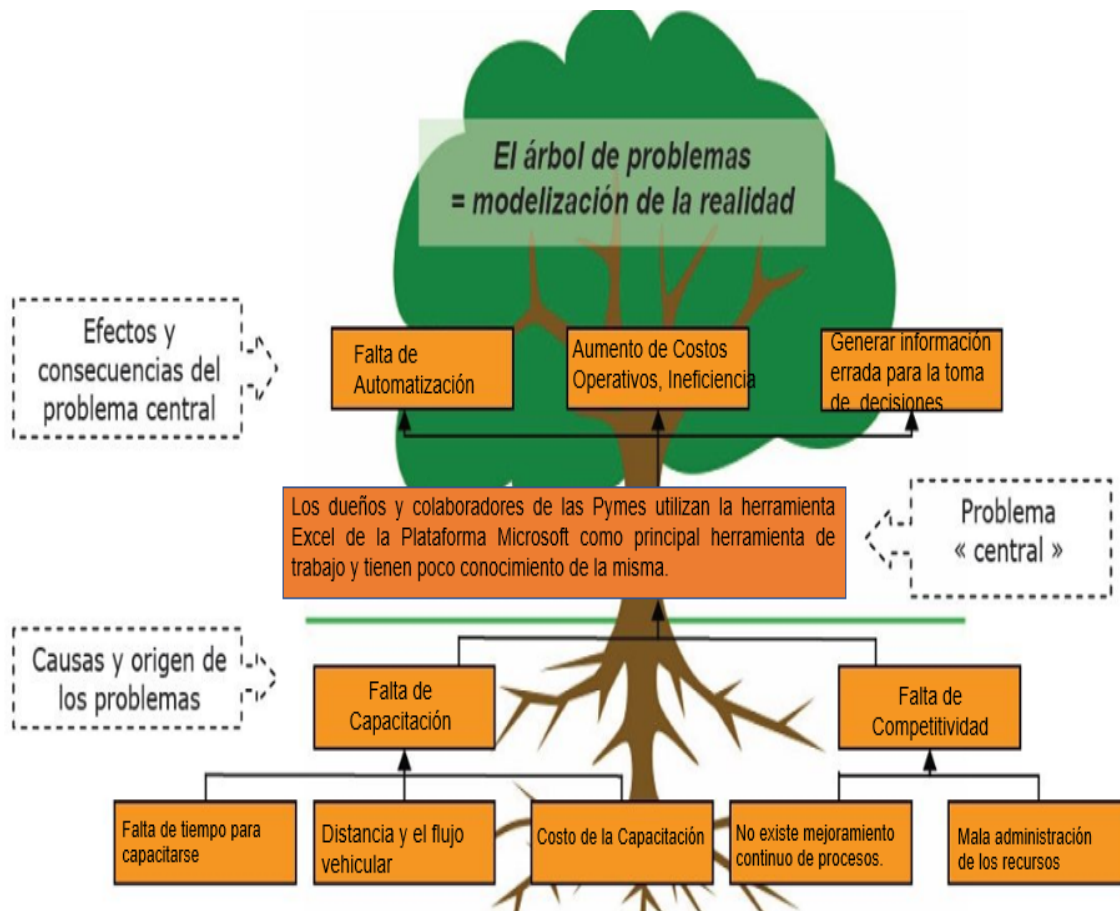 El árbol de problemas
= modelización de la realidad
Efectos y
consecuencias del
problema central
Falta de
Automatización
Aumento de Costos
Operativos, Ineficiencia
Generar información
errada para la toma
de decisiones
Los dueños y colaboradores de las Pymes utilizan la herramienta
Excel de la Plataforma Microsoft como principal herramienta de
trabajo y tienen poco conocimiento de la misma.
Problema
« central »
Causas y origen de
los problemas
Falta de
Capacitación
Falta de
Competitividad
Falta de tiempo para
capacitarse
Distancia y el flujo
vehicular
Costo de la Capacitación
No existe mejoramiento
continuo de procesos.
Mala administración
de los recursos